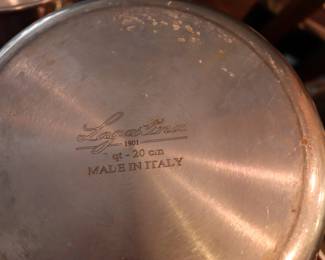 Lagostina
1901
qt - 20 cm
MADE IN ITALY